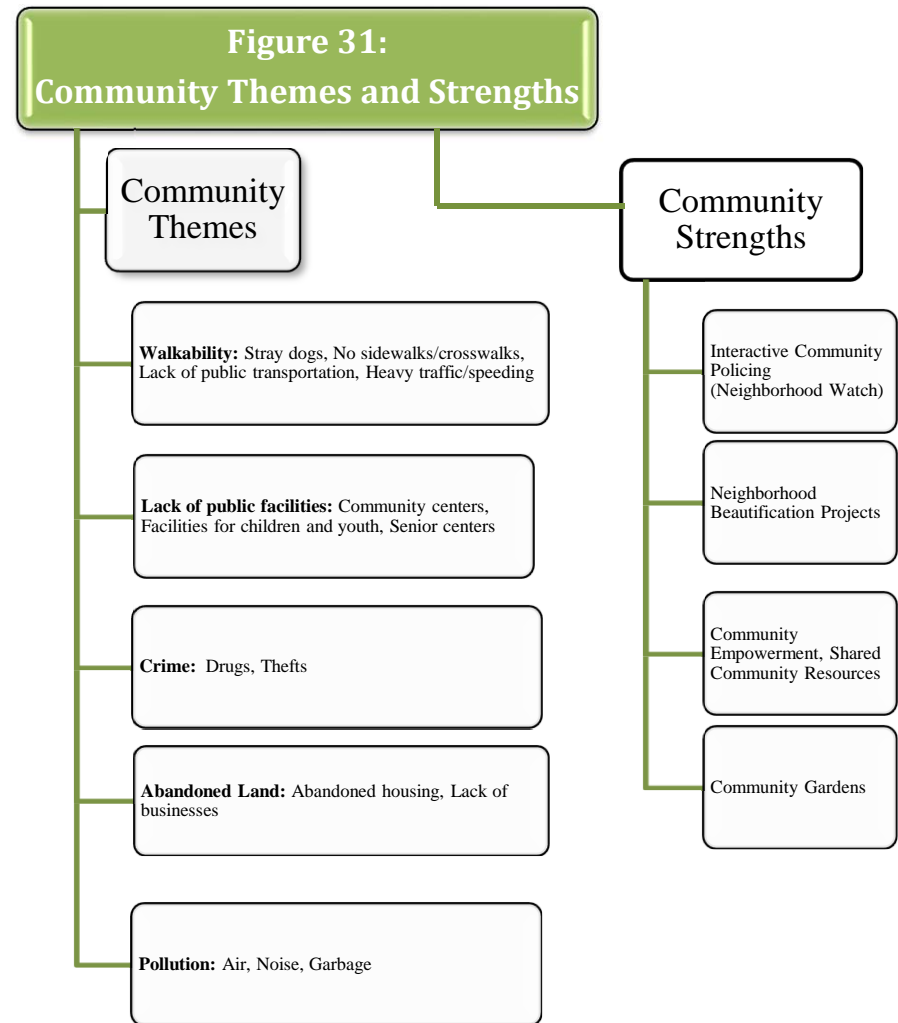 Figure 31:
Community Themes and Strengths
Community
Themes
Walkability: Stray dogs, No sidewalks/crosswalks,
Lack of public transportation, Heavy traffic/speeding
Lack of public facilities: Community centers,
Facilities for children and youth, Senior centers
Crime: Drugs, Thefts
Abandoned Land: Abandoned housing, Lack of
businesses
Pollution: Air, Noise, Garbage
Community
Strengths
Interactive Community
Policing
(Neighborhood Watch)
Neighborhood
Beautification Projects
Community
Empowerment, Shared
Community Resources
Community Gardens